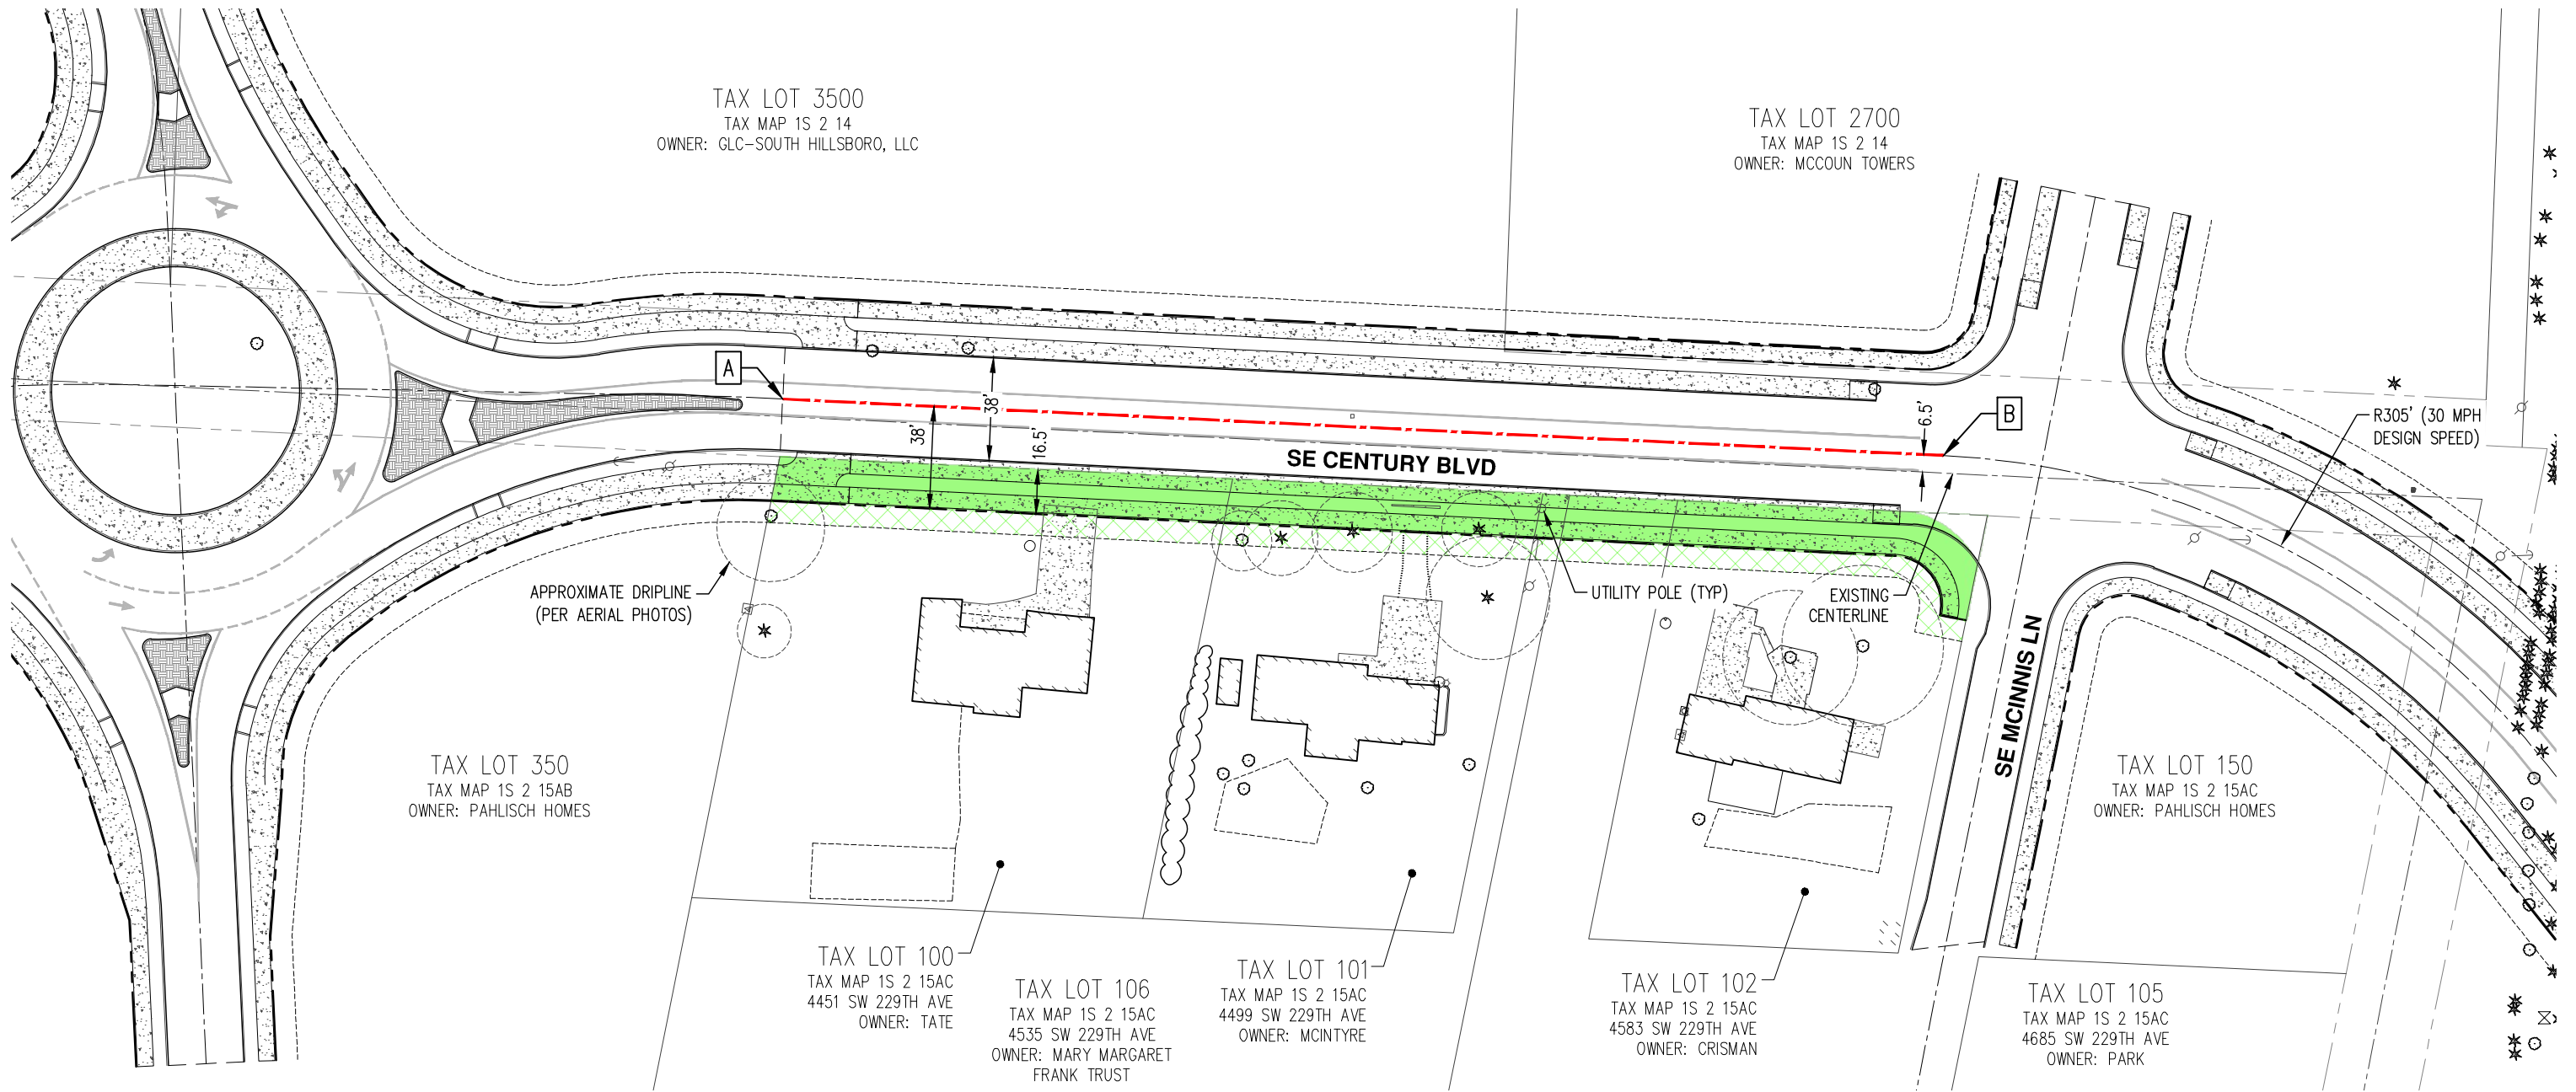 TAX LOT 3500
TAX MAP 1S 2 14
OWNER: GLC-SOUTH HILLSBORO, LLC
TAX LOT 2700
TAX MAP 1S 2 14
OWNER: MCCOUN TOWERS
A
38'
38'
16.5'
6.5'
B
R305' (30 MPH
DESIGN SPEED)
SE CENTURY BLVD
APPROXIMATE DRIPLINE
(PER AERIAL PHOTOS)
UTILITY POLE (TYP)
EXISTING
CENTERLINE
SE MCINNIS LN
TAX LOT 350
TAX MAP 1S 2 15AB
OWNER: PAHLISCH HOMES
TAX LOT 150
TAX MAP 1S 2 15AC
OWNER: PAHLISCH HOMES
TAX LOT 100
TAX MAP 1S 2 15AC
4451 SW 229TH AVE
OWNER: TATE
TAX LOT 106
TAX MAP 1S 2 15AC
4535 SW 229TH AVE
OWNER: MARY MARGARET
FRANK TRUST
TAX LOT 101
TAX MAP 1S 2 15AC
4499 SW 229TH AVE
OWNER: MCINTYRE
TAX LOT 102
TAX MAP 1S 2 15AC
4583 SW 229TH AVE
OWNER: CRISMAN
TAX LOT 105
TAX MAP 1S 2 15AC
4685 SW 229TH AVE
OWNER: PARK